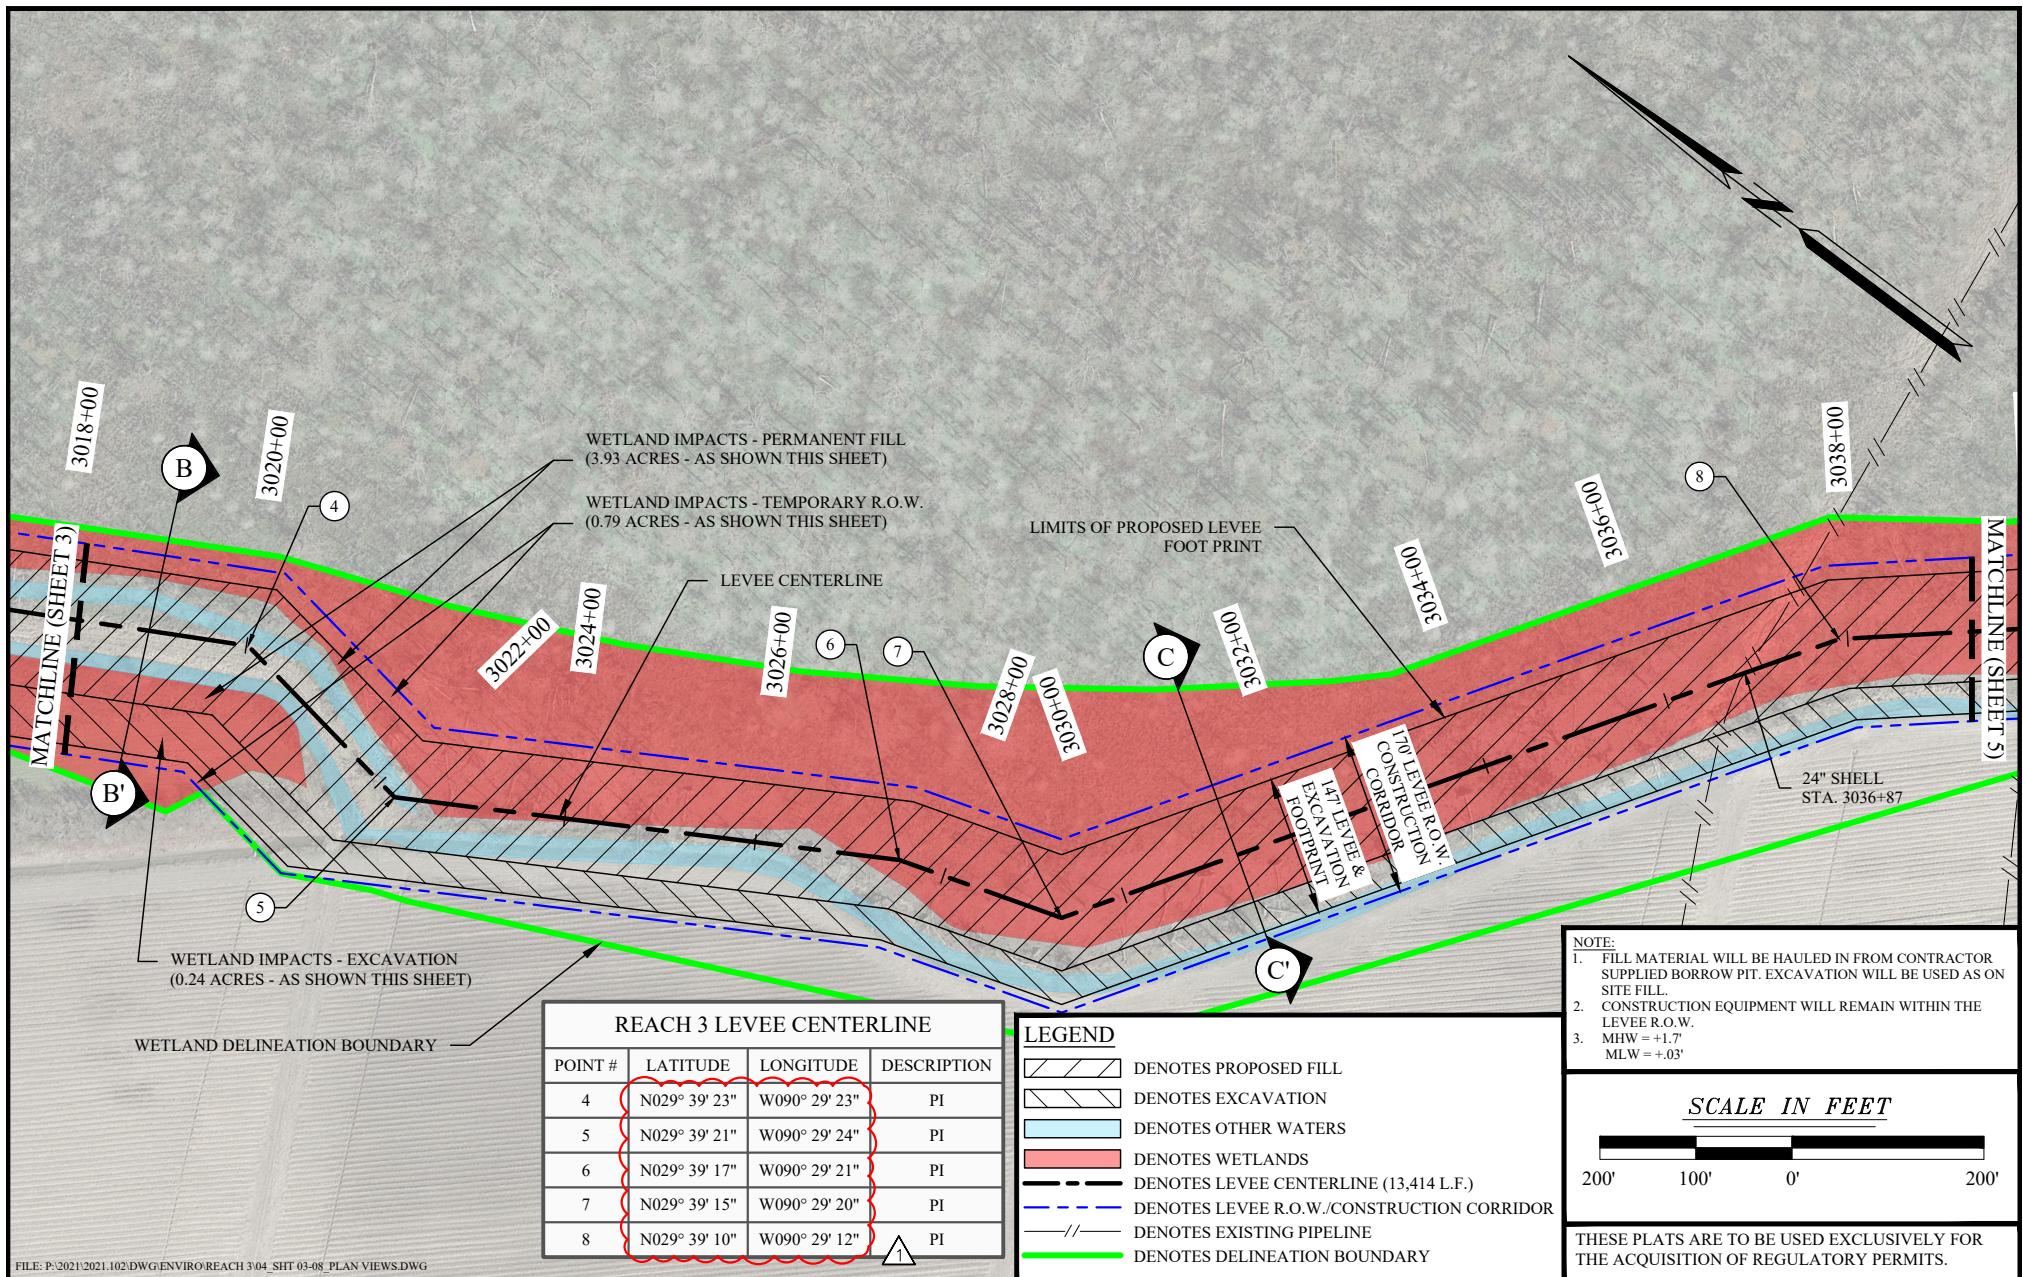 3018+00
B
3020+00
4
WETLAND IMPACTS - PERMANENT FILL
(3.93 ACRES - AS SHOWN THIS SHEET)
WETLAND IMPACTS - TEMPORARY R.O.W.
(0.79 ACRES - AS SHOWN THIS SHEET)
LEVEE CENTERLINE
3022+00
3024+00
3026+00
6
7
3028+00
3030+00
C
3032+00
LIMITS OF PROPOSED LEVEE
FOOT PRINT
3034+00
3036+00
8
3038+00
MATCHLINE (SHEET 3)
MATCHLINE (SHEET 5)
B'
5
147' LEVEE &
EXCAVATION
FOOTPRINT
170' LEVEE R.O.W.
CONSTRUCTION
CORRIDOR
24" SHELL
STA. 3036+87
C'
WETLAND IMPACTS - EXCAVATION
(0.24 ACRES - AS SHOWN THIS SHEET)
WETLAND DELINEATION BOUNDARY
REACH 3 LEVEE CENTERLINE
POINT # LATITUDE LONGITUDE DESCRIPTION
4 N029° 39' 23" W090° 29' 23" PI
5 N029° 39' 21" W090° 29' 24" PI
6 N029° 39' 17" W090° 29' 21" PI
7 N029° 39' 15" W090° 29' 20" PI
8 N029° 39' 10" W090° 29' 12" PI
1
LEGEND
DENOTES PROPOSED FILL
DENOTES EXCAVATION
DENOTES OTHER WATERS
DENOTES WETLANDS
DENOTES LEVEE CENTERLINE (13,414 L.F.)
DENOTES LEVEE R.O.W./CONSTRUCTION CORRIDOR
DENOTES EXISTING PIPELINE
DENOTES DELINEATION BOUNDARY
NOTE:
1. FILL MATERIAL WILL BE HAULED IN FROM CONTRACTOR
SUPPLIED BORROW PIT. EXCAVATION WILL BE USED AS ON
SITE FILL.
2. CONSTRUCTION EQUIPMENT WILL REMAIN WITHIN THE
LEVEE R.O.W.
3. MHW = +1.7'
MLW = +.03'
SCALE IN FEET
200' 100' 0' 200'
THESE PLATS ARE TO BE USED EXCLUSIVELY FOR
THE ACQUISITION OF REGULATORY PERMITS.
FILE: P:\2021\2021.102\DWG\ENVIRO\REACH 3\04_SHT 03-08_PLAN VIEWS.DWG